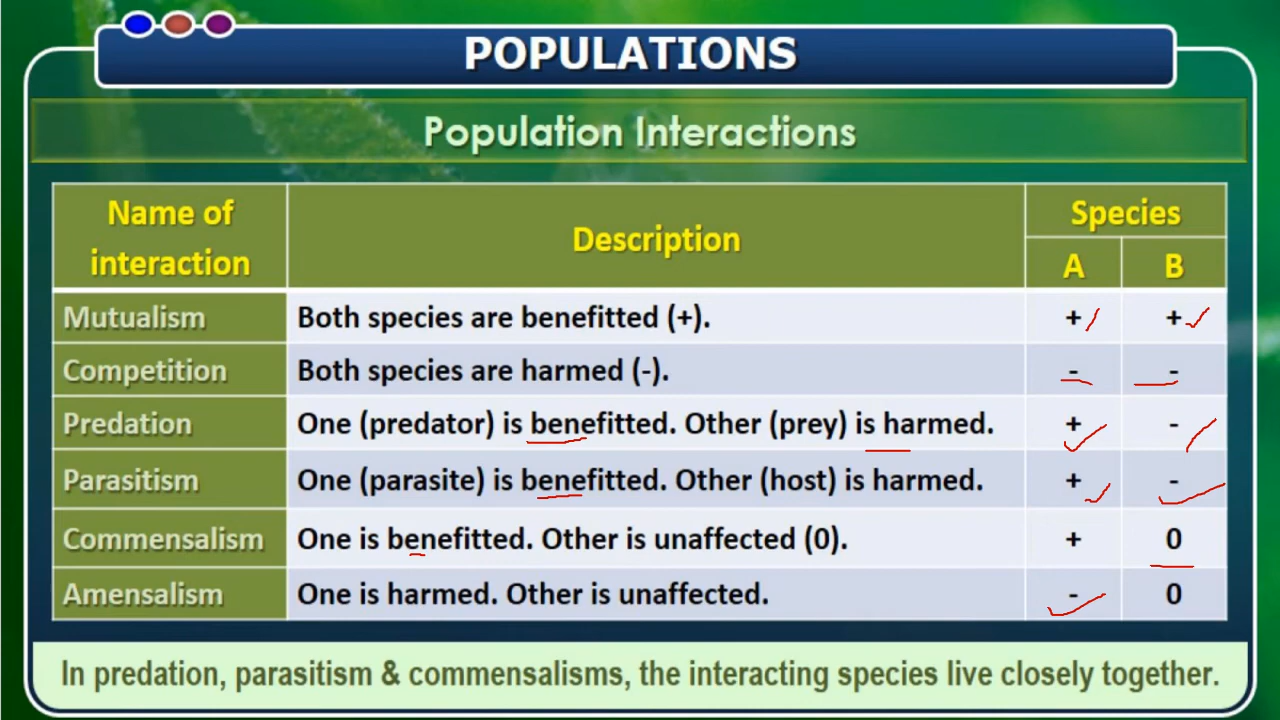 POPULATIONS
Population Interactions
Name of interaction Description Species
A B
Mutualism Both species are benefitted (+). + +
Competition Both species are harmed (-). - -
Predation One (predator) is benefitted. Other (prey) is harmed. + -
Parasitism One (parasite) is benefitted. Other (host) is harmed. + -
Commensalism One is benefitted. Other is unaffected (0). + 0
Amensalism One is harmed. Other is unaffected. - 0
In predation, parasitism & commensalisms, the interacting species live closely together.